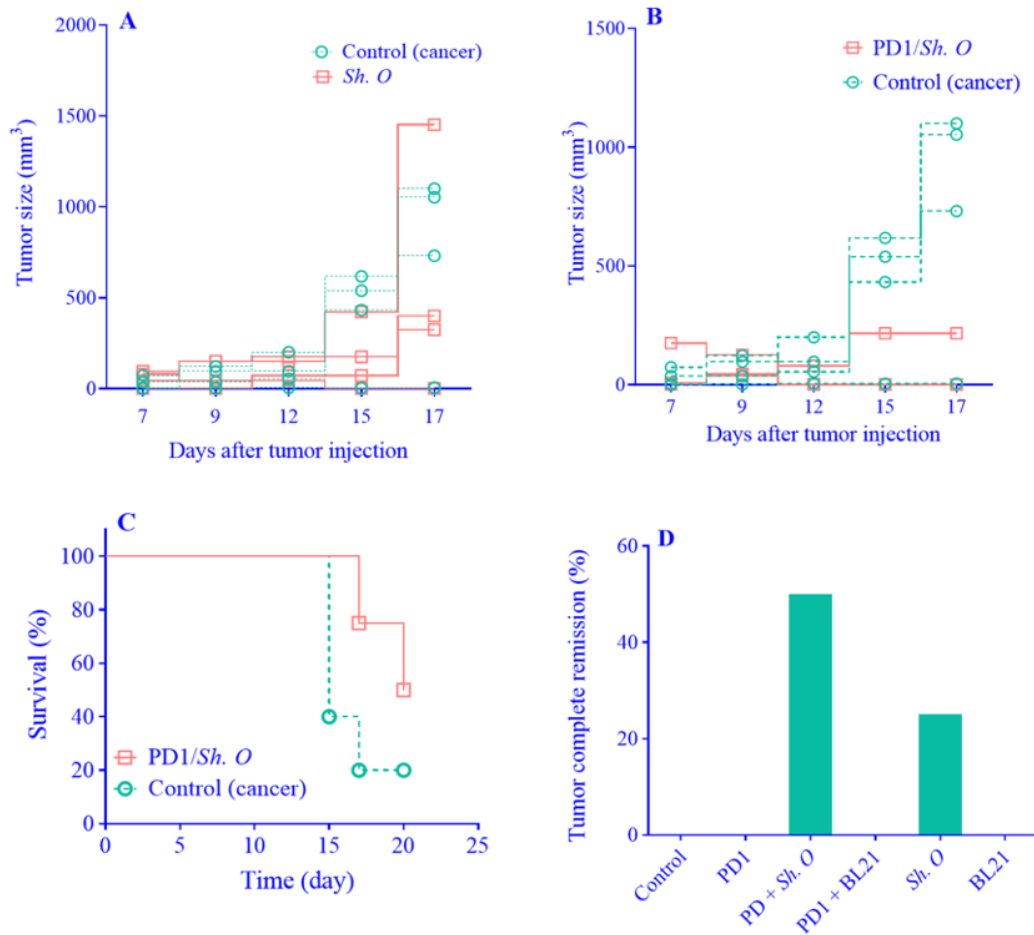 A
2000
1500
1000
500
0
Tumor size (mm³)
Control (cancer)
Sh. O
7 9 12 15 17
Days after tumor injection
B
1500
1000
500
0
Tumor size (mm³)
PD1/Sh. O
Control (cancer)
7 9 12 15 17
Days after tumor injection
C
100
80
60
40
20
0
Survival (%)
PD1/Sh. O
Control (cancer)
0 5 10 15 20 25
Time (day)
D
60
40
20
0
Tumor complete remission (%)
Control
PD1
PD + Sh. O
PD1 + BL21
Sh. O
BL21